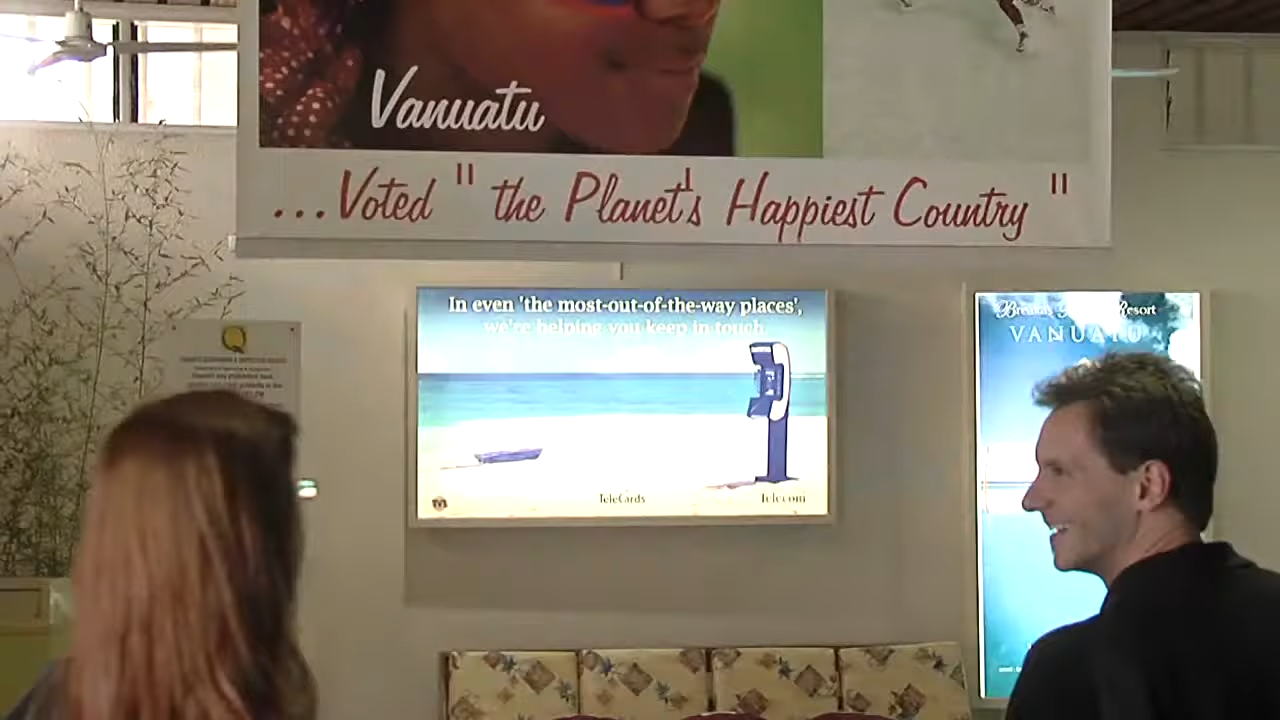 Vanuatu
...Voted "the Planet's Happiest Country"
In even 'the most-out-of-the-way places',
we're helping you keep in touch.
TeleCards
Telecom
Resort
VANUATU